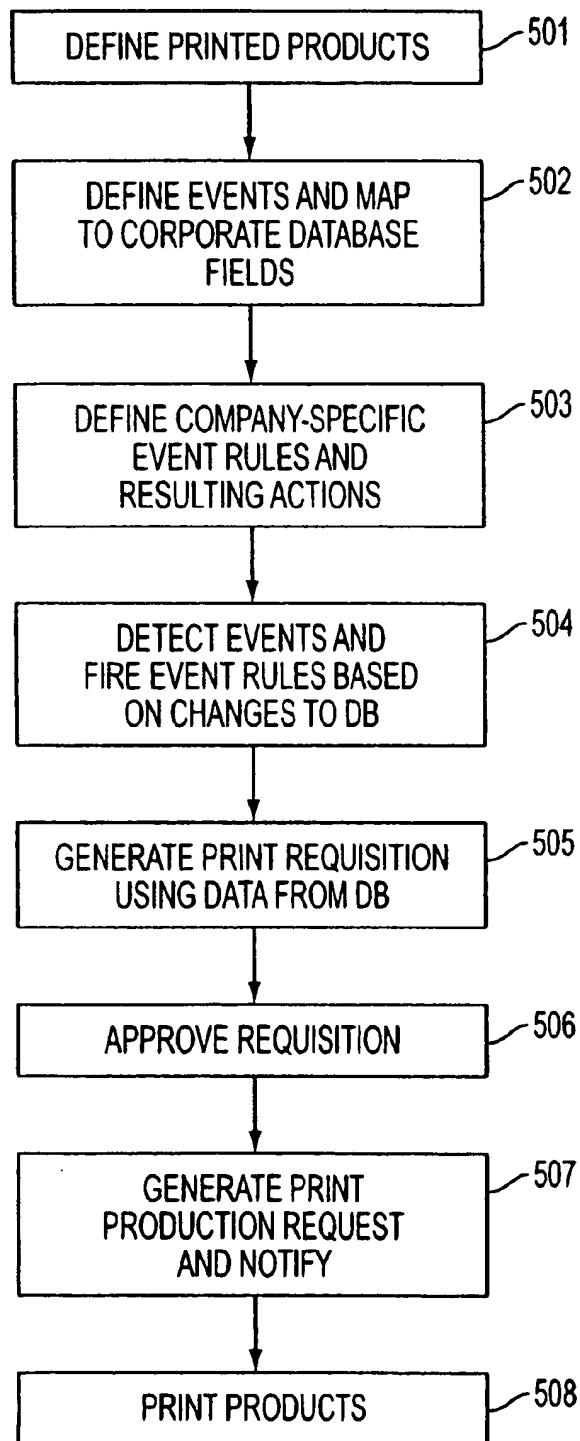 DEFINE PRINTED PRODUCTS
501
DEFINE EVENTS AND MAP
TO CORPORATE DATABASE
FIELDS
502
DEFINE COMPANY-SPECIFIC
EVENT RULES AND
RESULTING ACTIONS
503
DETECT EVENTS AND
FIRE EVENT RULES BASED
ON CHANGES TO DB
504
GENERATE PRINT REQUISITION
USING DATA FROM DB
505
APPROVE REQUISITION
506
GENERATE PRINT
PRODUCTION REQUEST
AND NOTIFY
507
PRINT PRODUCTS
508